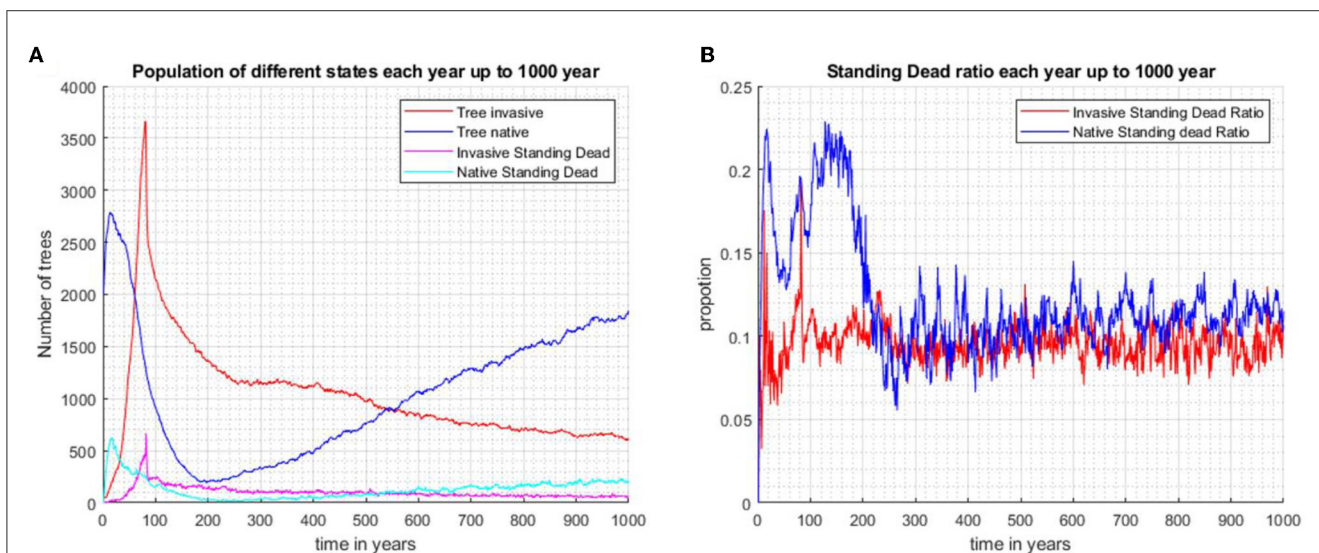 A
Population of different states each year up to 1000 year
4000
3500
3000
2500
2000
1500
1000
500
0
Number of trees
Tree invasive
Tree native
Invasive Standing Dead
Native Standing Dead
0 100 200 300 400 500 600 700 800 900 1000
time in years
B
Standing Dead ratio each year up to 1000 year
0.25
0.2
0.15
0.1
0.05
0
propotion
Invasive Standing Dead Ratio
Native Standing dead Ratio
0 100 200 300 400 500 600 700 800 900 1000
time in years